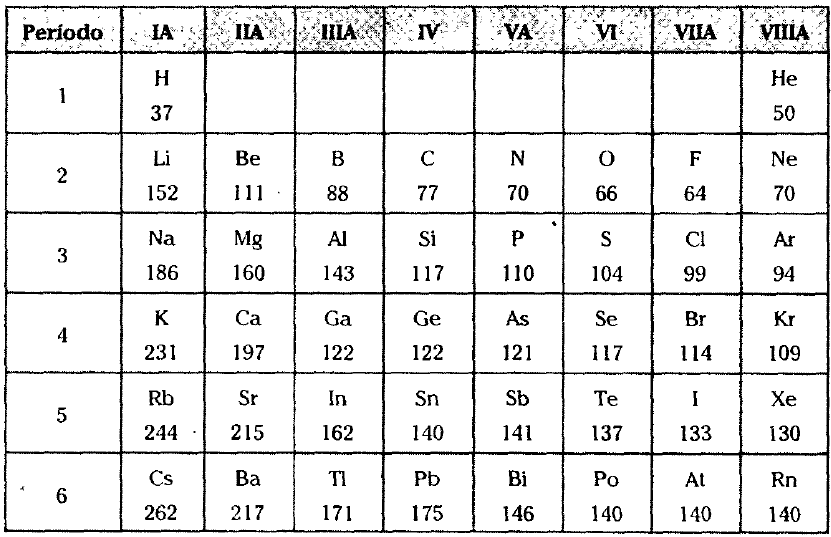 Período IA IIA IIIA IV VA VI VIIA VIIIA
H He
1
37 50
Li Be B C N O F Ne
2
152 111 88 77 70 66 64 70
Na Mg Al Si P S Cl Ar
3
186 160 143 117 110 104 99 94
K Ca Ga Ge As Se Br Kr
4
231 197 122 122 121 117 114 109
Rb Sr In Sn Sb Te I Xe
5
244 215 162 140 141 137 133 130
Cs Ba Tl Pb Bi Po At Rn
6
262 217 171 175 146 140 140 140